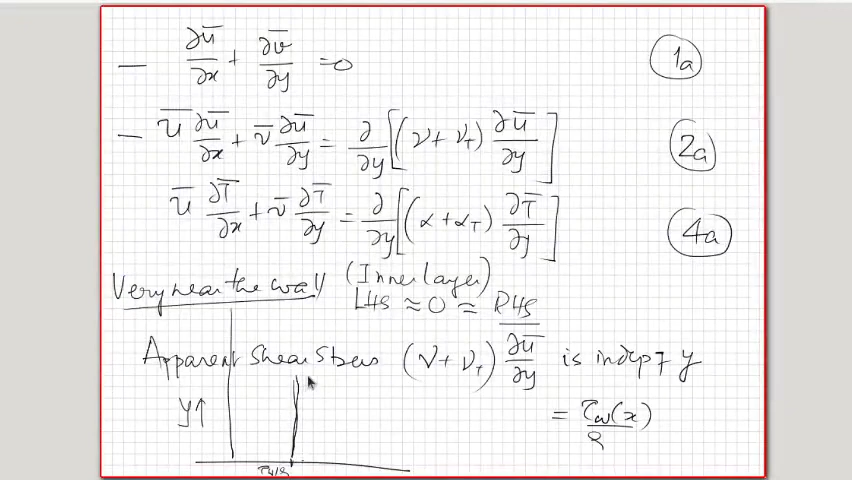 — ∂ū/∂x + ∂v̄/∂y = 0 (1a)
— ū ∂ū/∂x + v̄ ∂ū/∂y = ∂/∂y [(ν + ν_T) ∂ū/∂y] (2a)
ū ∂T̄/∂x + v̄ ∂T̄/∂y = ∂/∂y [(α + α_T) ∂T̄/∂y] (4a)
Very near the wall (Inner layer)
LHS ≈ 0 ≈ RHS
Apparent Shear Stress (ν + ν_T) ∂ū/∂y is indep of y
y↑ = τ_w(x)/ρ
τ_w/ρ